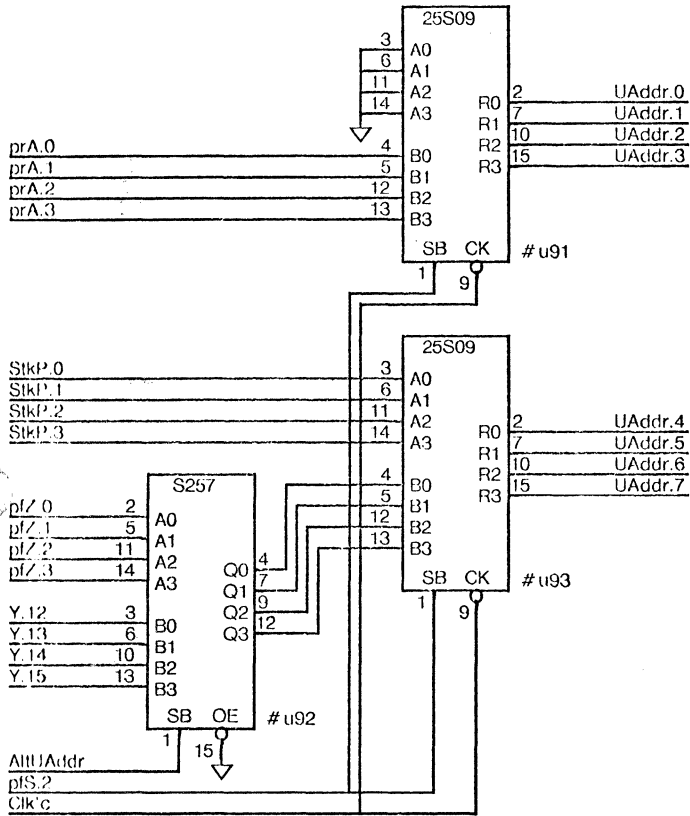 25S09
3 A0
6 A1
11 A2
14 A3
R0 2 UAddr.0
R1 7 UAddr.1
R2 10 UAddr.2
R3 15 UAddr.3
prA.0 4 B0
prA.1 5 B1
prA.2 12 B2
prA.3 13 B3
SB CK
1 9
#u91
25S09
StkP.0 3 A0
StkP.1 6 A1
StkP.2 11 A2
StkP.3 14 A3
R0 2 UAddr.4
R1 7 UAddr.5
R2 10 UAddr.6
R3 15 UAddr.7
4 B0
5 B1
12 B2
13 B3
SB CK
1 9
#u93
S257
pfZ.0 2 A0
pfZ.1 5 A1
pfZ.2 11 A2
pfZ.3 14 A3
Q0 4
Q1 7
Q2 9
Q3 12
Y.12 3 B0
Y.13 6 B1
Y.14 10 B2
Y.15 13 B3
SB OE
1 15
#u92
AltUAddr
pfS.2
Clk'c